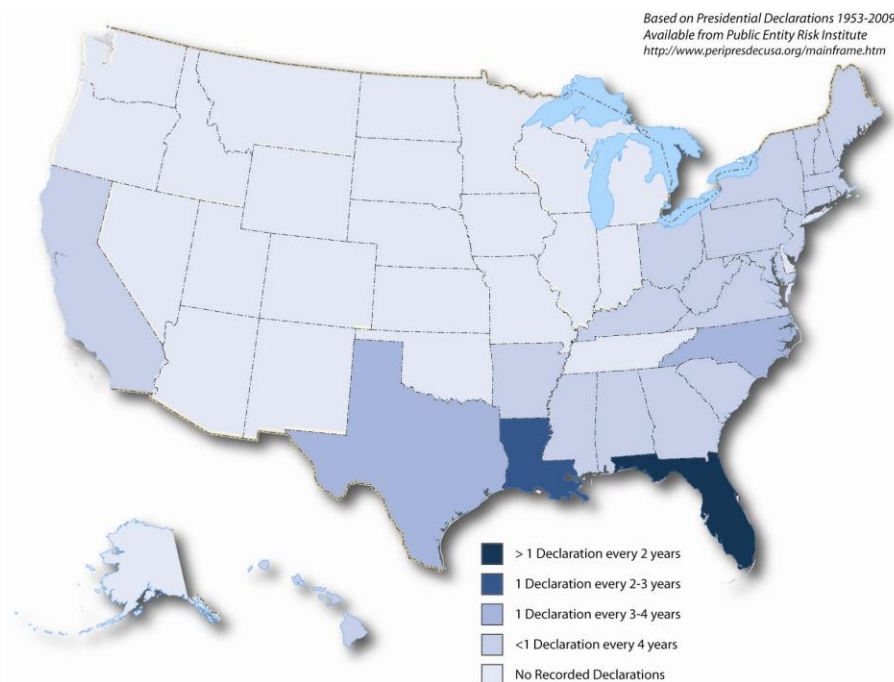 Based on Presidential Declarations 1953-2009
Available from Public Entity Risk Institute
http://www.peripresdecusa.org/mainframe.htm
> 1 Declaration every 2 years
1 Declaration every 2-3 years
1 Declaration every 3-4 years
<1 Declaration every 4 years
No Recorded Declarations